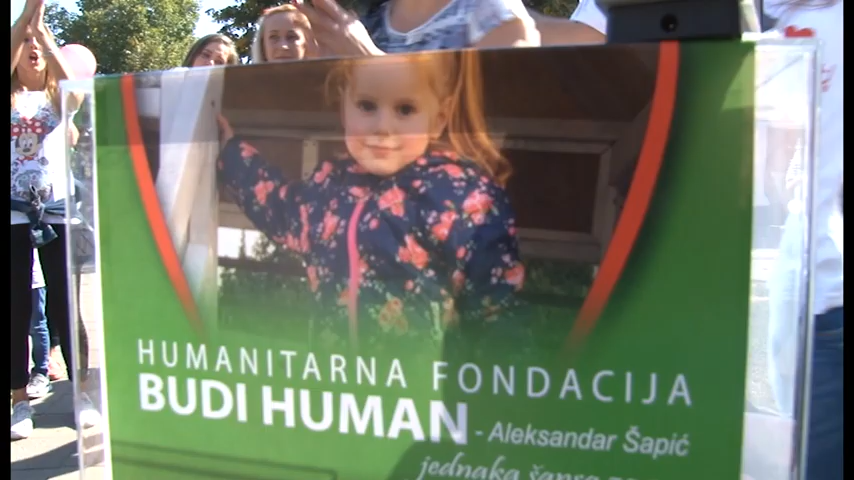 HUMANITARNA FONDACIJA
BUDI HUMAN - Aleksandar Šapić
jednaka šansa